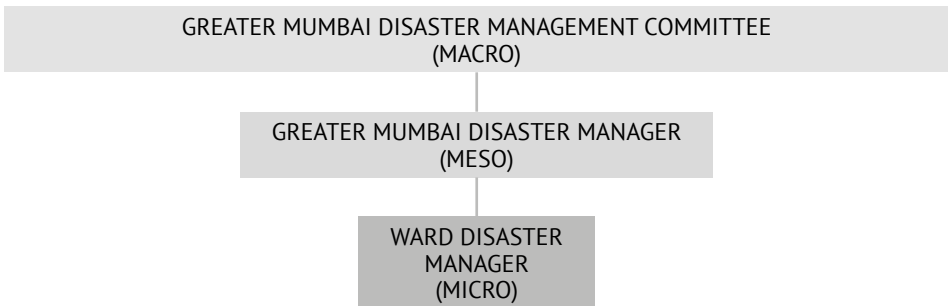 GREATER MUMBAI DISASTER MANAGEMENT COMMITTEE
(MACRO)
GREATER MUMBAI DISASTER MANAGER
(MESO)
WARD DISASTER
MANAGER
(MICRO)